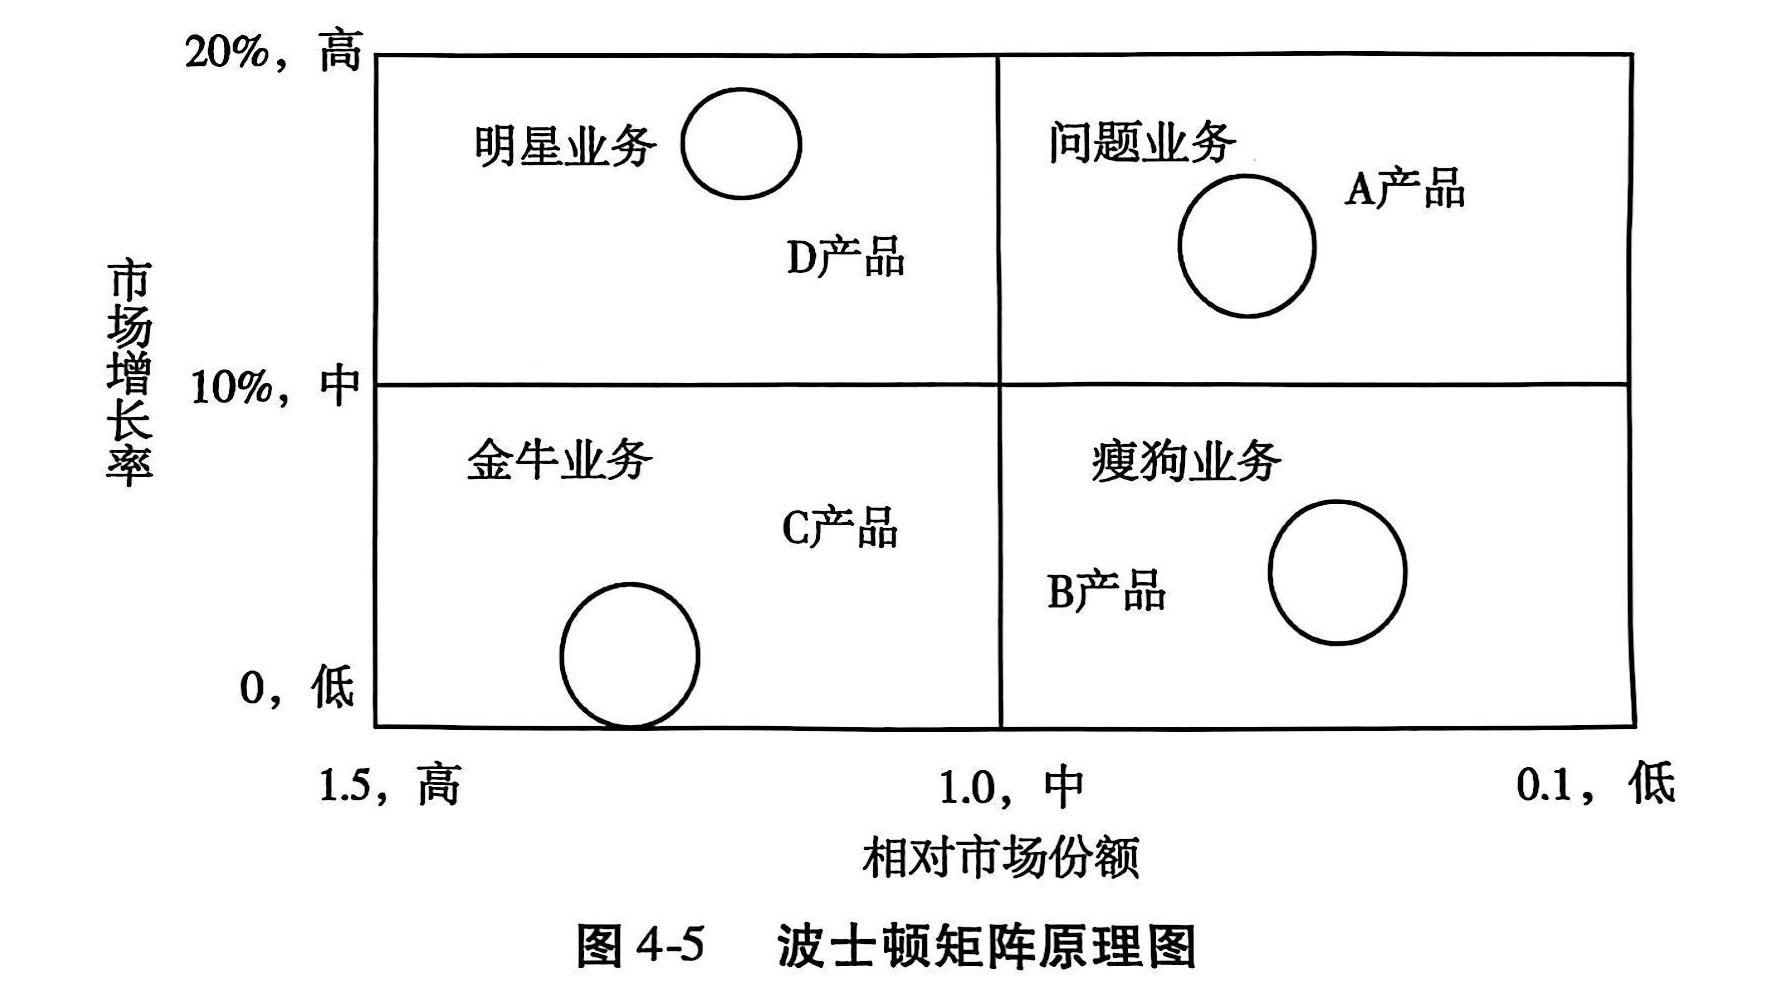 20%，高
明星业务
问题业务
A产品
D产品
市场增长率
10%，中
金牛业务
瘦狗业务
C产品
B产品
0，低
1.5，高
1.0，中
0.1，低
相对市场份额
图 4-5 波士顿矩阵原理图